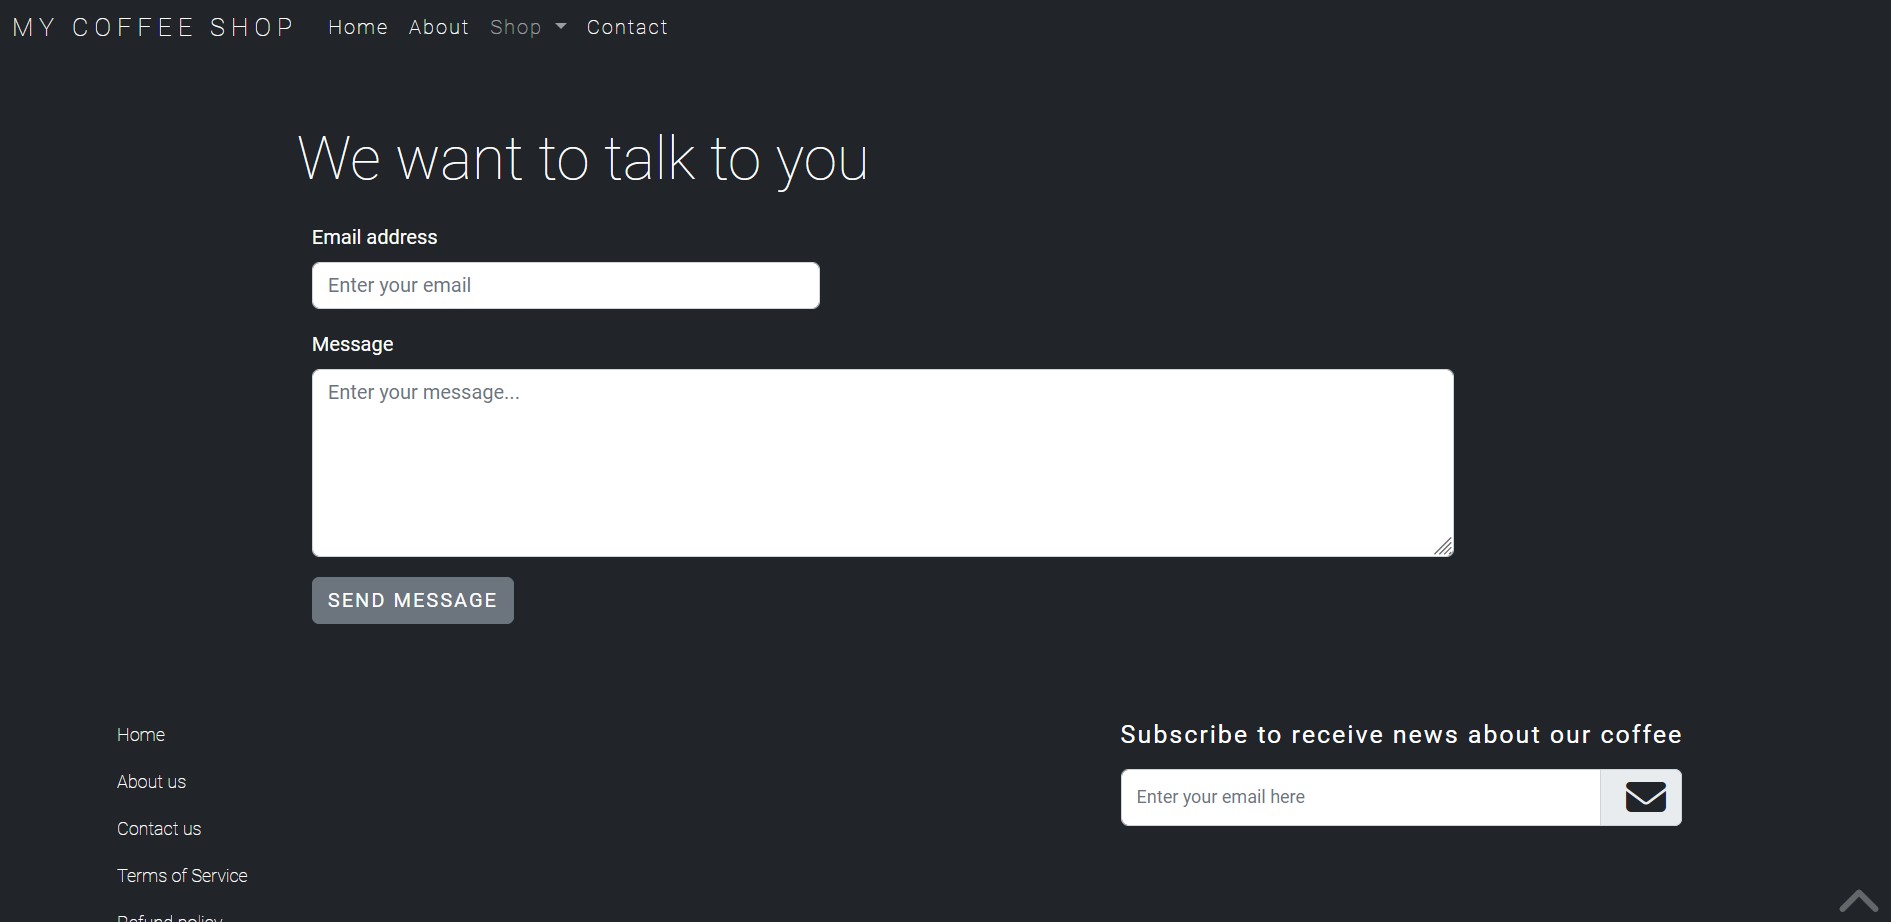 MY COFFEE SHOP Home About Shop Contact
We want to talk to you
Email address
Enter your email
Message
Enter your message...
SEND MESSAGE
Home
About us
Contact us
Terms of Service
Refund policy
Subscribe to receive news about our coffee
Enter your email here